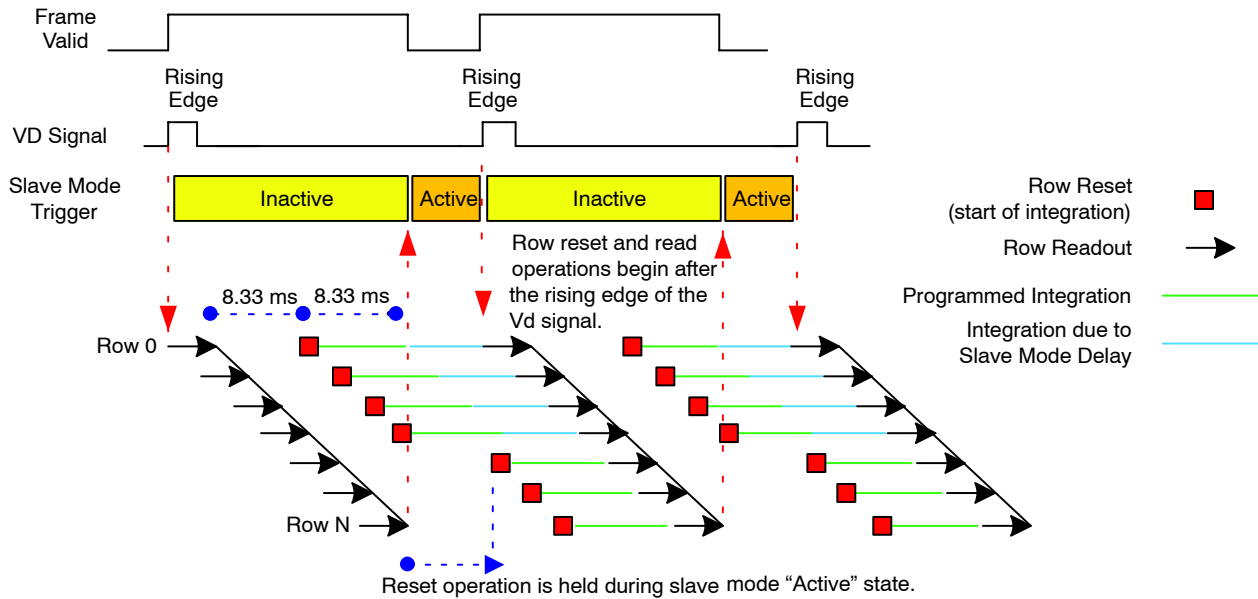 Frame
Valid
Rising
Edge
Rising
Edge
Rising
Edge
VD Signal
Slave Mode
Trigger
Inactive
Active
Inactive
Active
Row Reset
(start of integration)
Row Readout
Programmed Integration
Integration due to
Slave Mode Delay
Row reset and read
operations begin after
the rising edge of the
Vd signal.
8.33 ms
8.33 ms
Row 0
Row N
Reset operation is held during slave mode “Active” state.